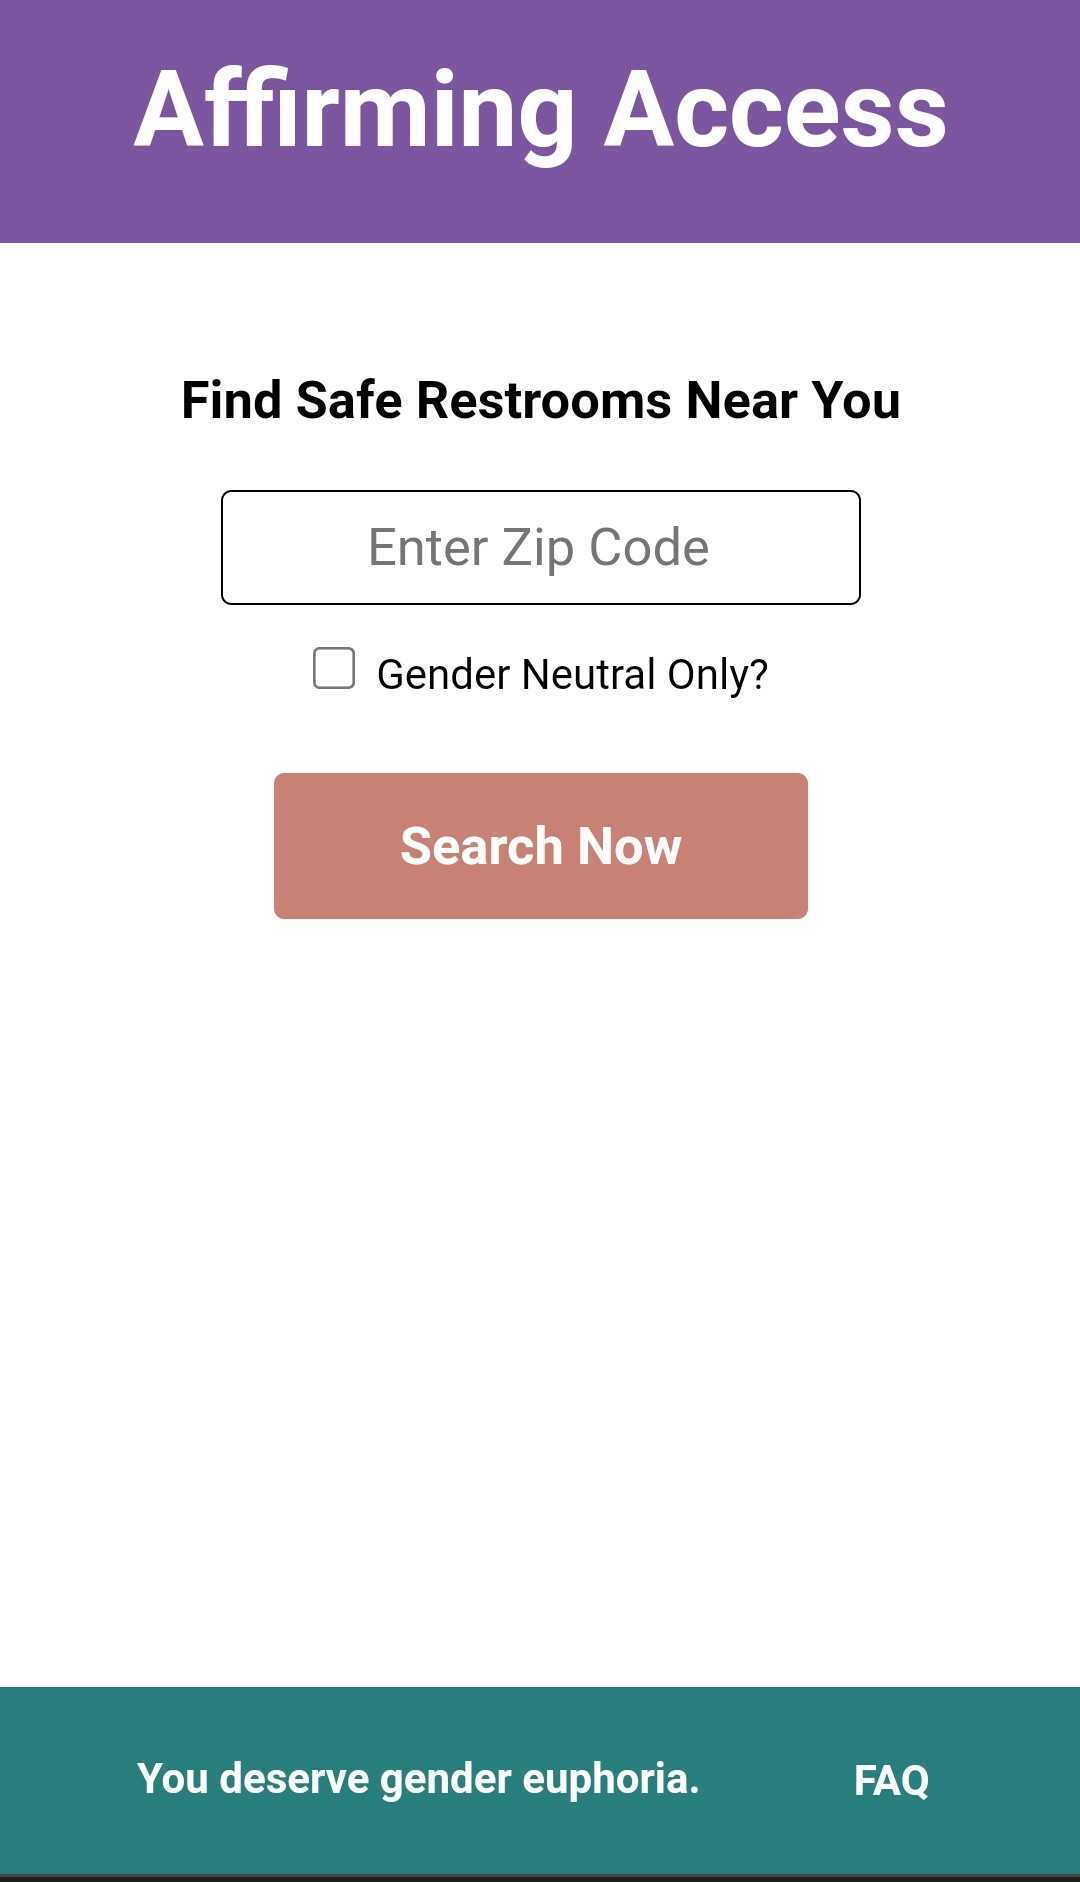 Affirming Access
Find Safe Restrooms Near You
Enter Zip Code
Gender Neutral Only?
Search Now
You deserve gender euphoria. FAQ